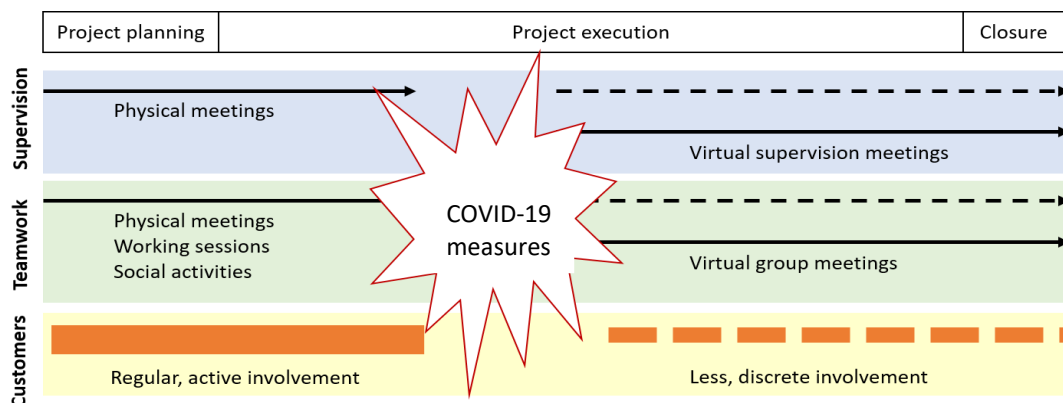 Project planning
Project execution
Closure
Supervision
Physical meetings
Virtual supervision meetings
Teamwork
Physical meetings
Working sessions
Social activities
COVID-19
measures
Virtual group meetings
Customers
Regular, active involvement
Less, discrete involvement